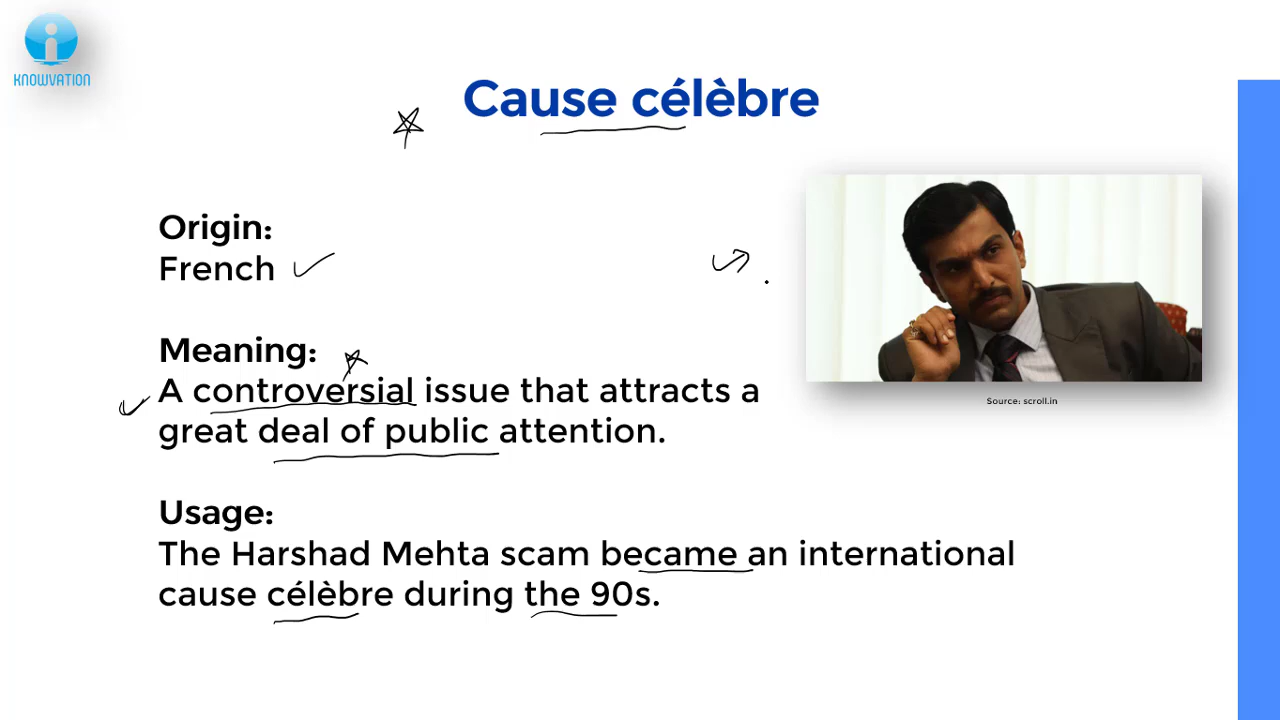 KNOWVATION
Cause célèbre
Origin:
French
Meaning:
A controversial issue that attracts a
great deal of public attention.
Source: scroll.in
Usage:
The Harshad Mehta scam became an international
cause célèbre during the 90s.